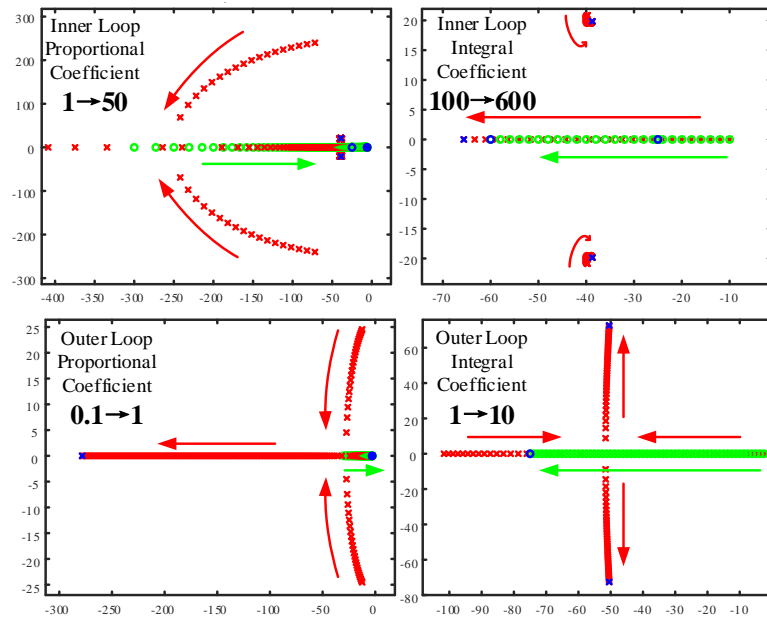 Inner Loop
Proportional
Coefficient
1→50
300
200
100
0
-100
-200
-300
-400 -350 -300 -250 -200 -150 -100 -50 0
Inner Loop
Integral
Coefficient
100→600
20
15
10
5
0
-5
-10
-15
-20
-70 -60 -50 -40 -30 -20 -10
Outer Loop
Proportional
Coefficient
0.1→1
25
20
15
10
5
0
-5
-10
-15
-20
-25
-300 -250 -200 -150 -100 -50 0
Outer Loop
Integral
Coefficient
1→10
60
40
20
0
-20
-40
-60
-80
-100 -90 -80 -70 -60 -50 -40 -30 -20 -10